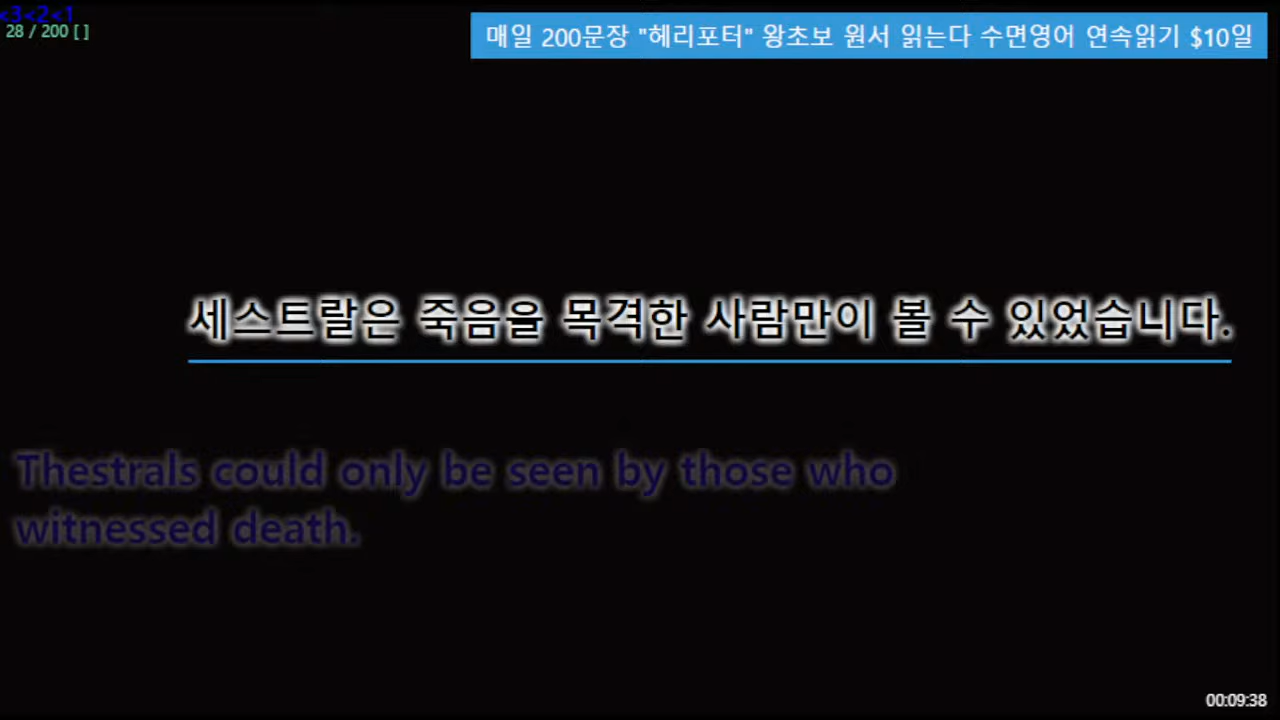 <3<2<1
28 / 200 [ ]
매일 200문장 "헤리포터" 왕초보 원서 읽는다 수면영어 연속읽기 $10일
세스트랄은 죽음을 목격한 사람만이 볼 수 있었습니다.
Thestrals could only be seen by those who
witnessed death.
00:09:38